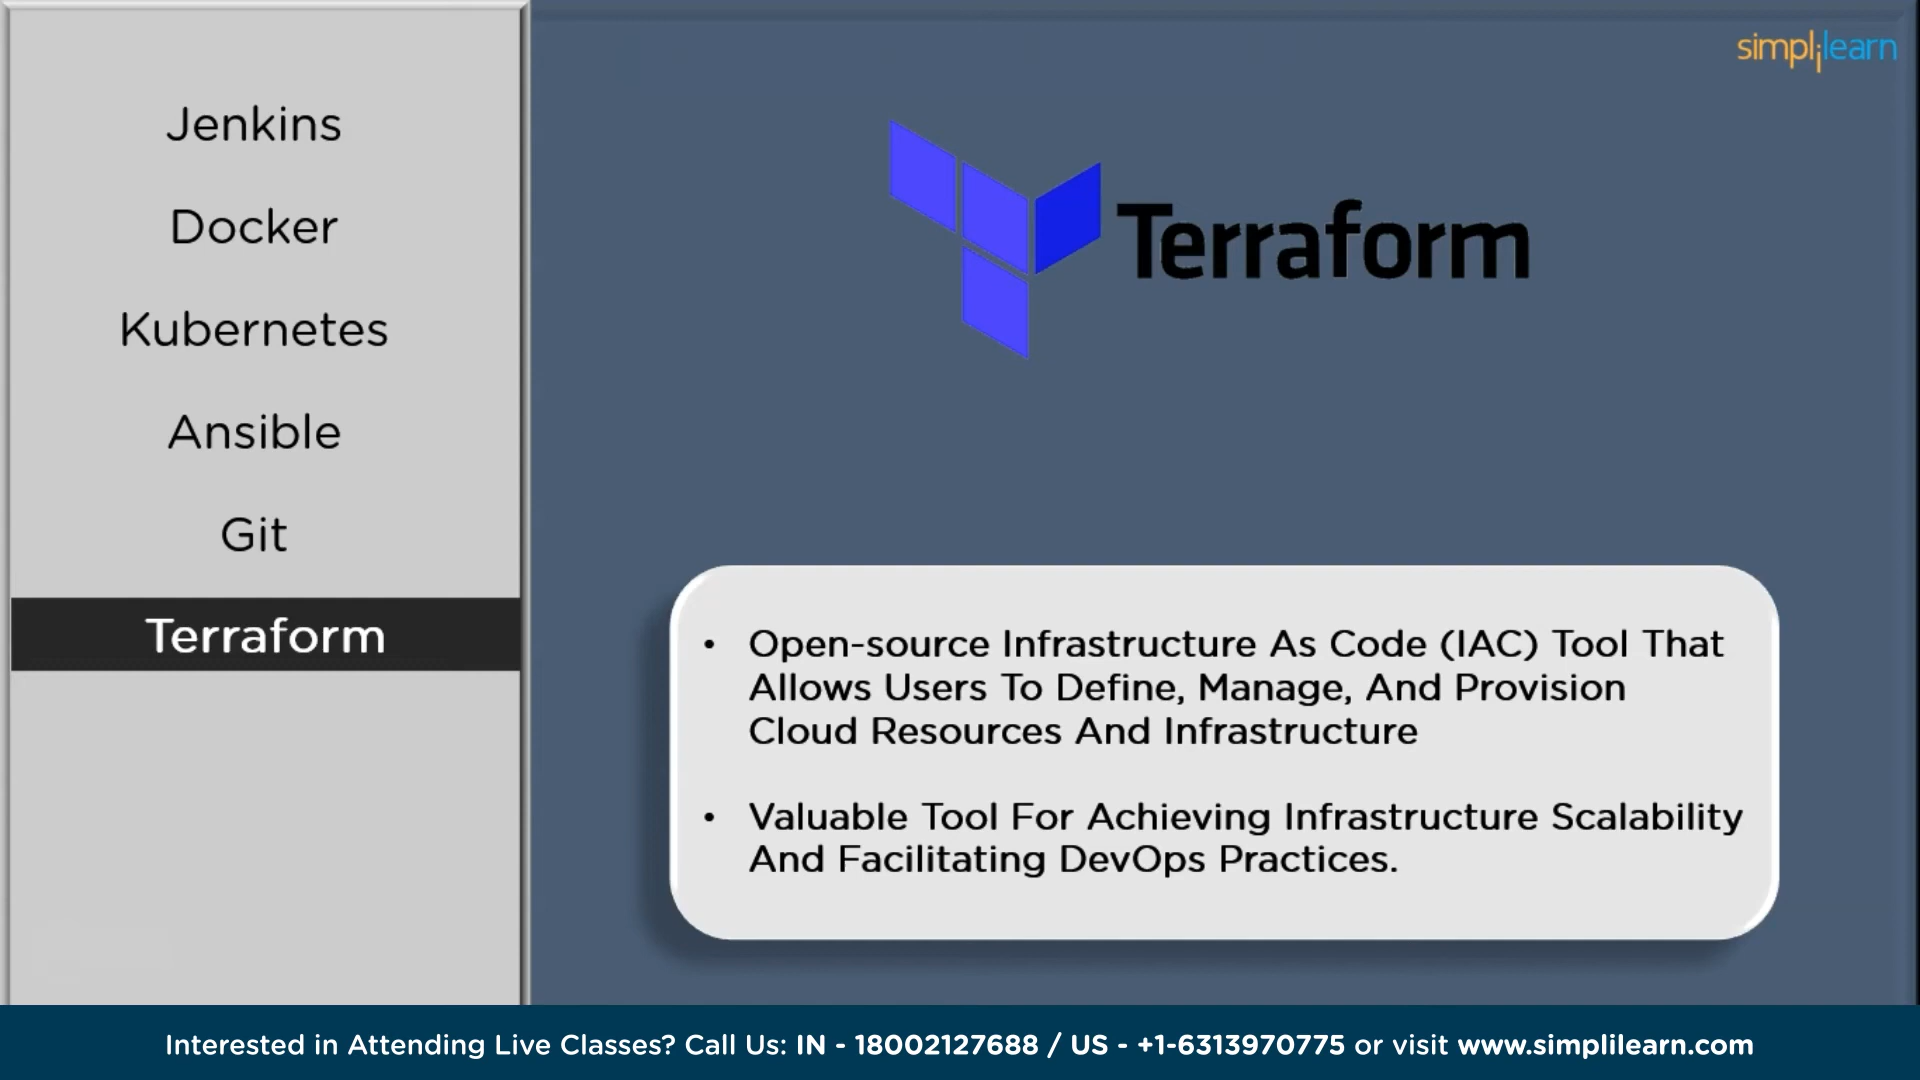 simplilearn
Jenkins
Docker
Kubernetes
Ansible
Git
Terraform
Terraform
• Open-source Infrastructure As Code (IAC) Tool That
Allows Users To Define, Manage, And Provision
Cloud Resources And Infrastructure
• Valuable Tool For Achieving Infrastructure Scalability
And Facilitating DevOps Practices.
Interested in Attending Live Classes? Call Us: IN - 18002127688 / US - +1-6313970775 or visit www.simplilearn.com